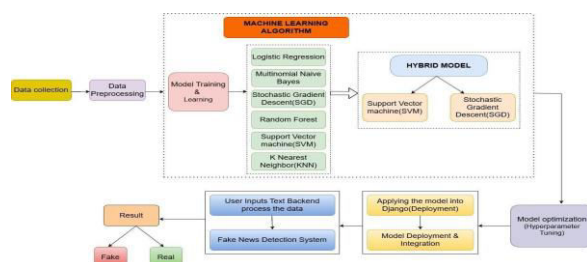 MACHINE LEARNING
ALGORITHM
Data collection
Data
Preprocessing
Model Training
&
Learning
Logistic Regression
Multinomial Naive
Bayes
Stochastic Gradient
Descent(SGD)
Random Forest
Support Vector
machine(SVM)
K Nearest
Neighbor(KNN)
HYBRID MODEL
Support Vector
machine(SVM)
Stochastic
Gradient
Descent(SGD)
Model optimization
(Hyperparameter
Tuning)
Applying the model into
Django(Deployment)
Model Deployment &
Integration
User Inputs Text Backend
process the data
Fake News Detection System
Result
Fake
Real